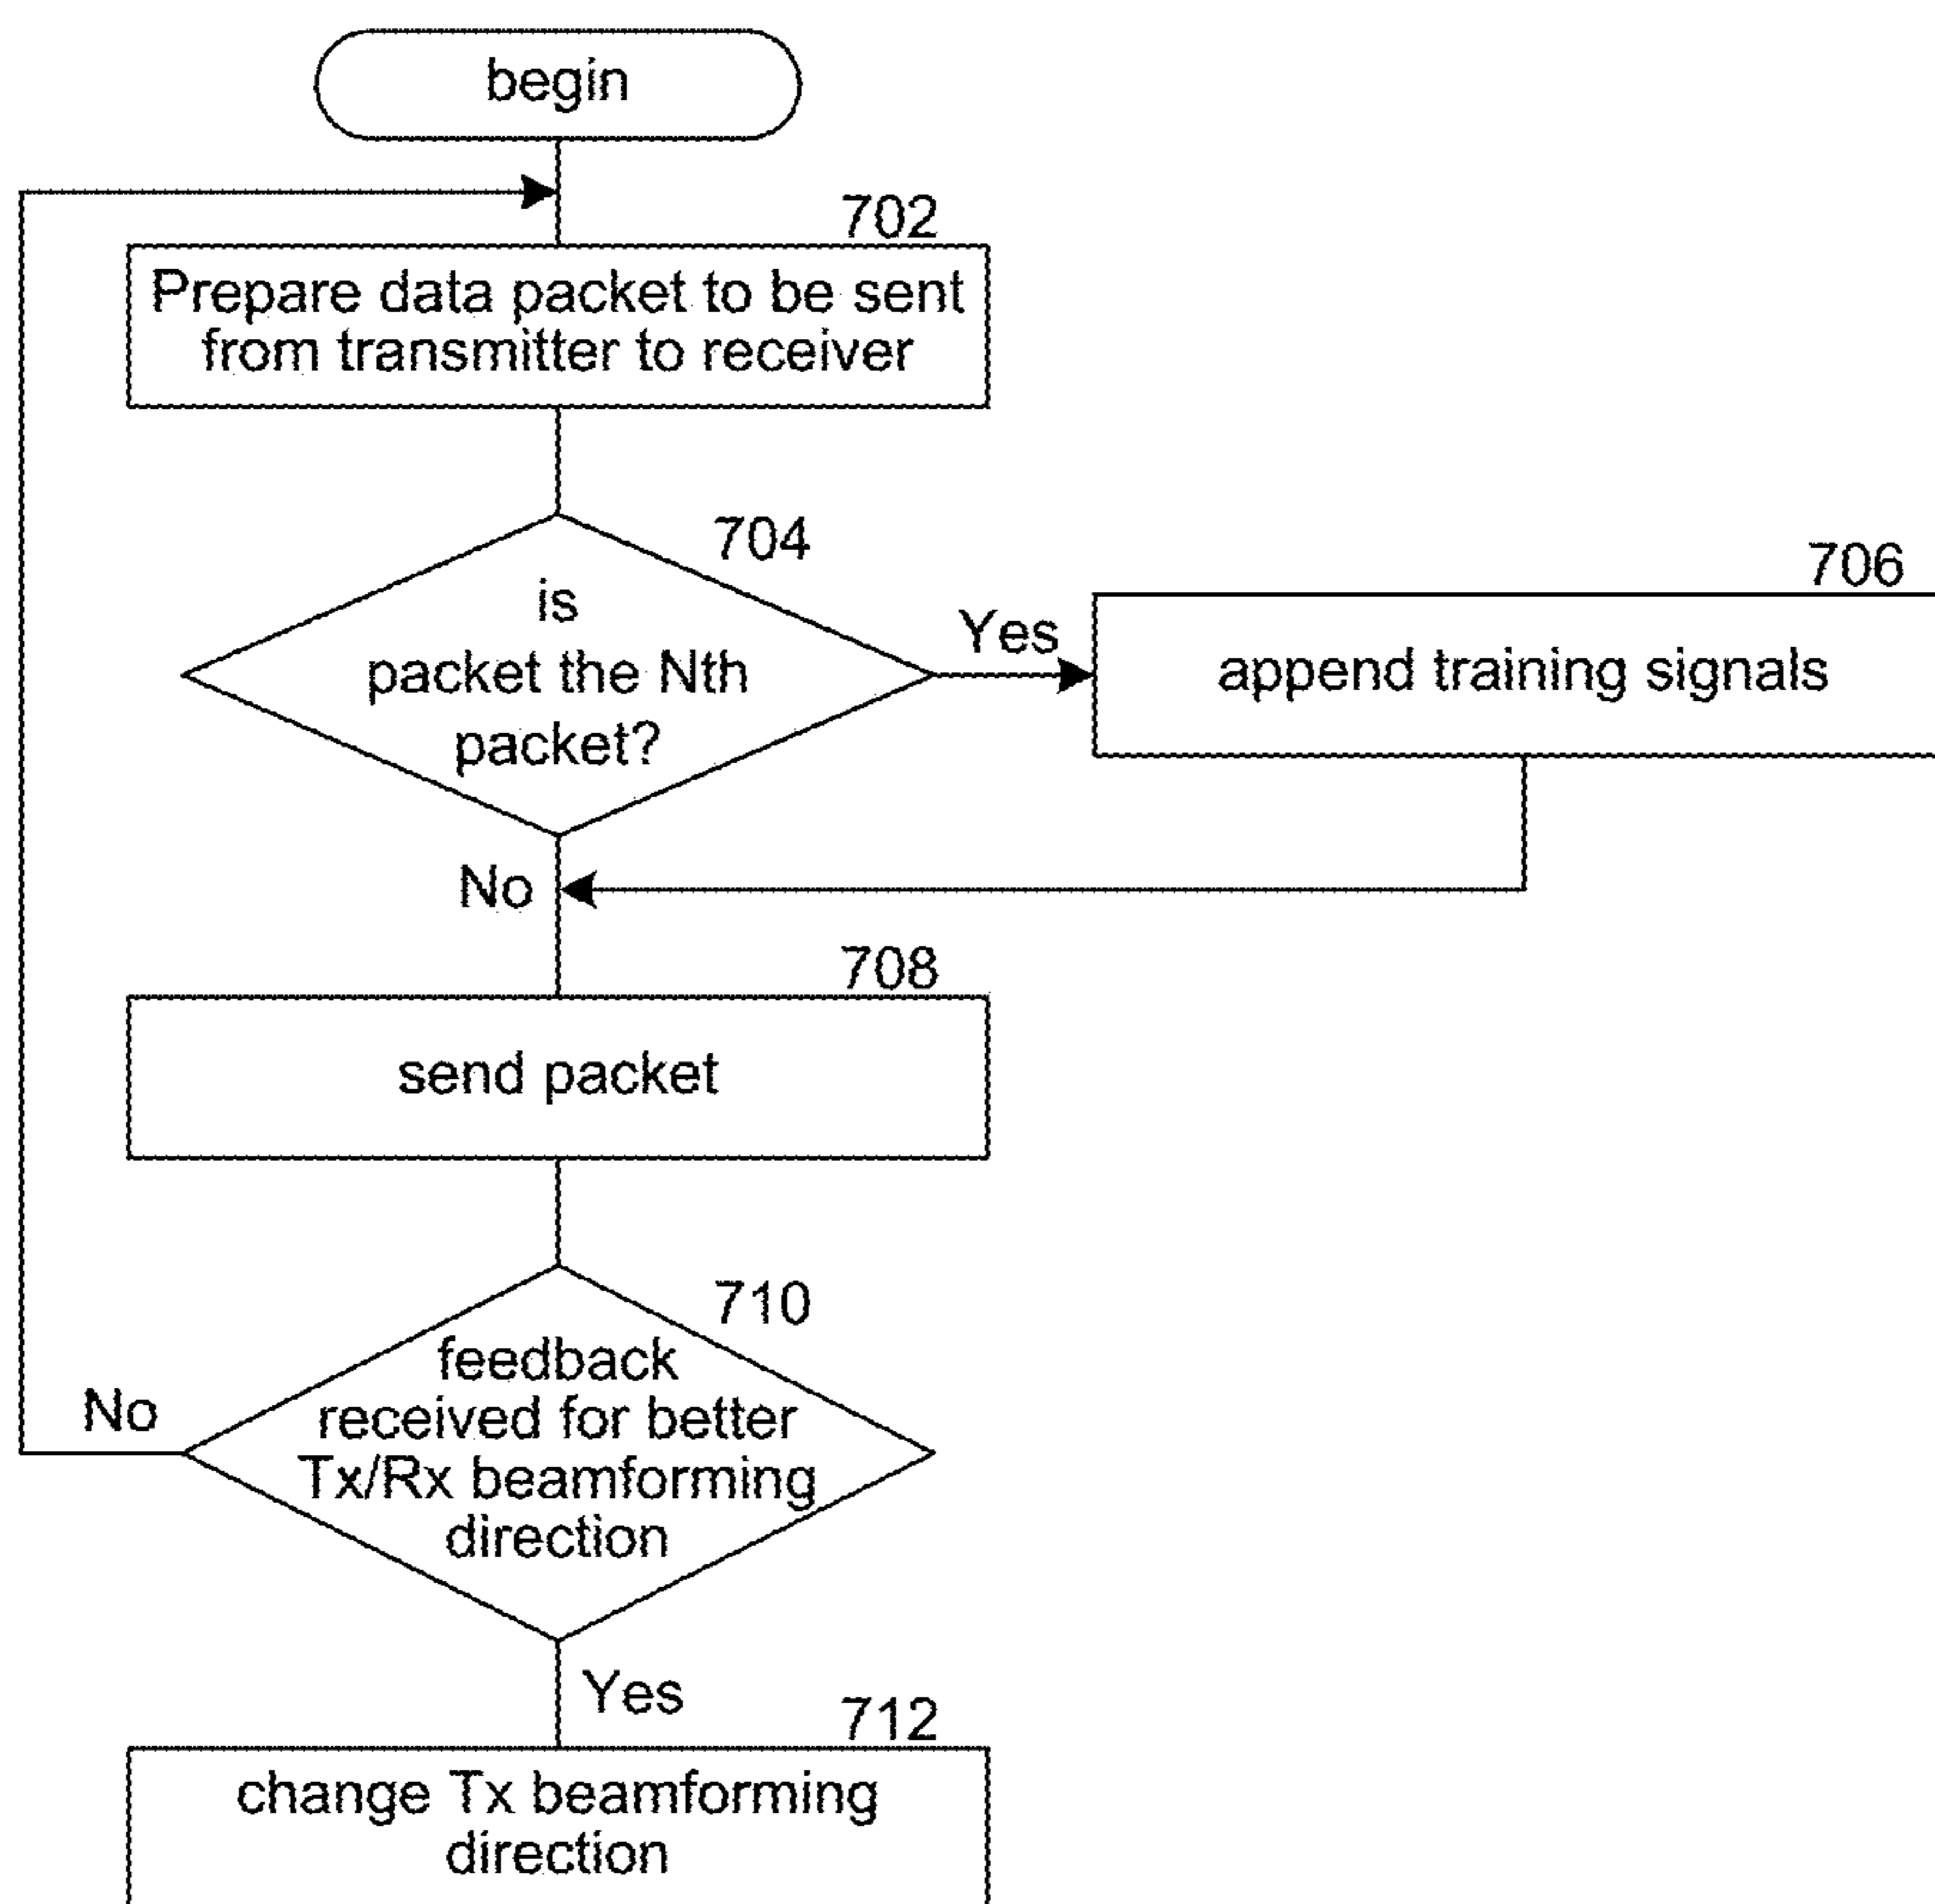 begin
702
Prepare data packet to be sent
from transmitter to receiver
704
is
packet the Nth
packet?
Yes
706
append training signals
No
708
send packet
710
feedback
received for better
Tx/Rx beamforming
direction
No
Yes
712
change Tx beamforming
direction